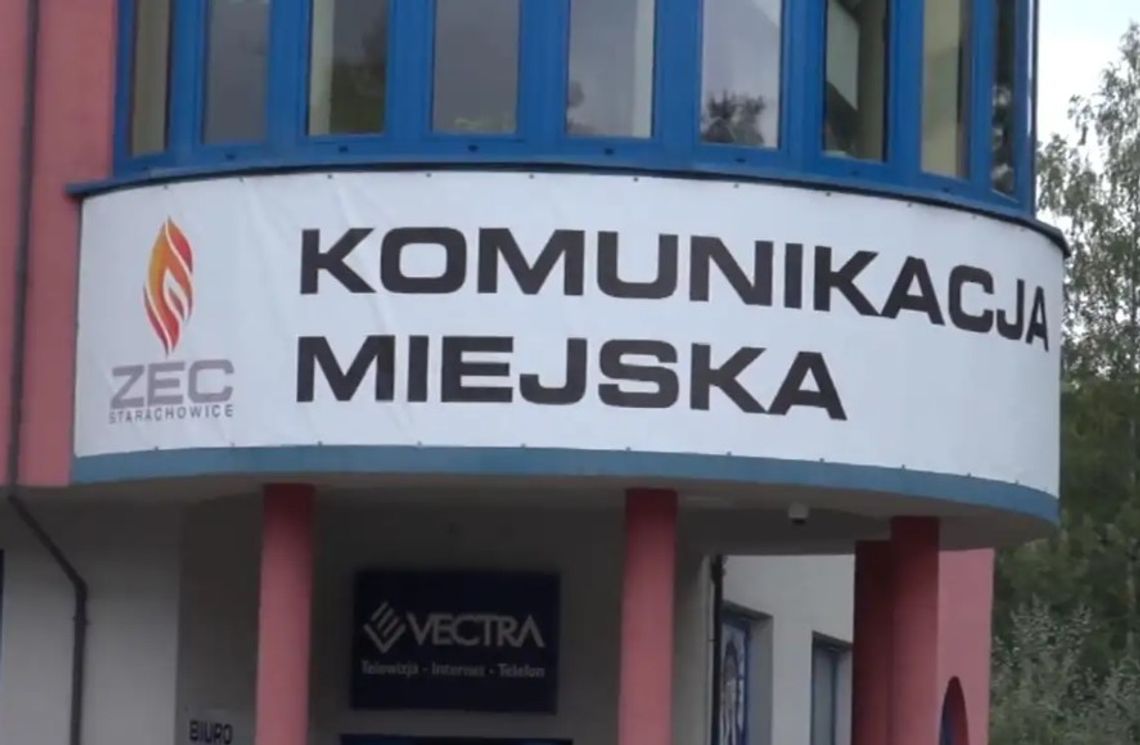 KOMUNIKACJA
MIEJSKA
ZEC
STARACHOWICE
VECTRA
Telewizja - Internet - Telefon
BIURO